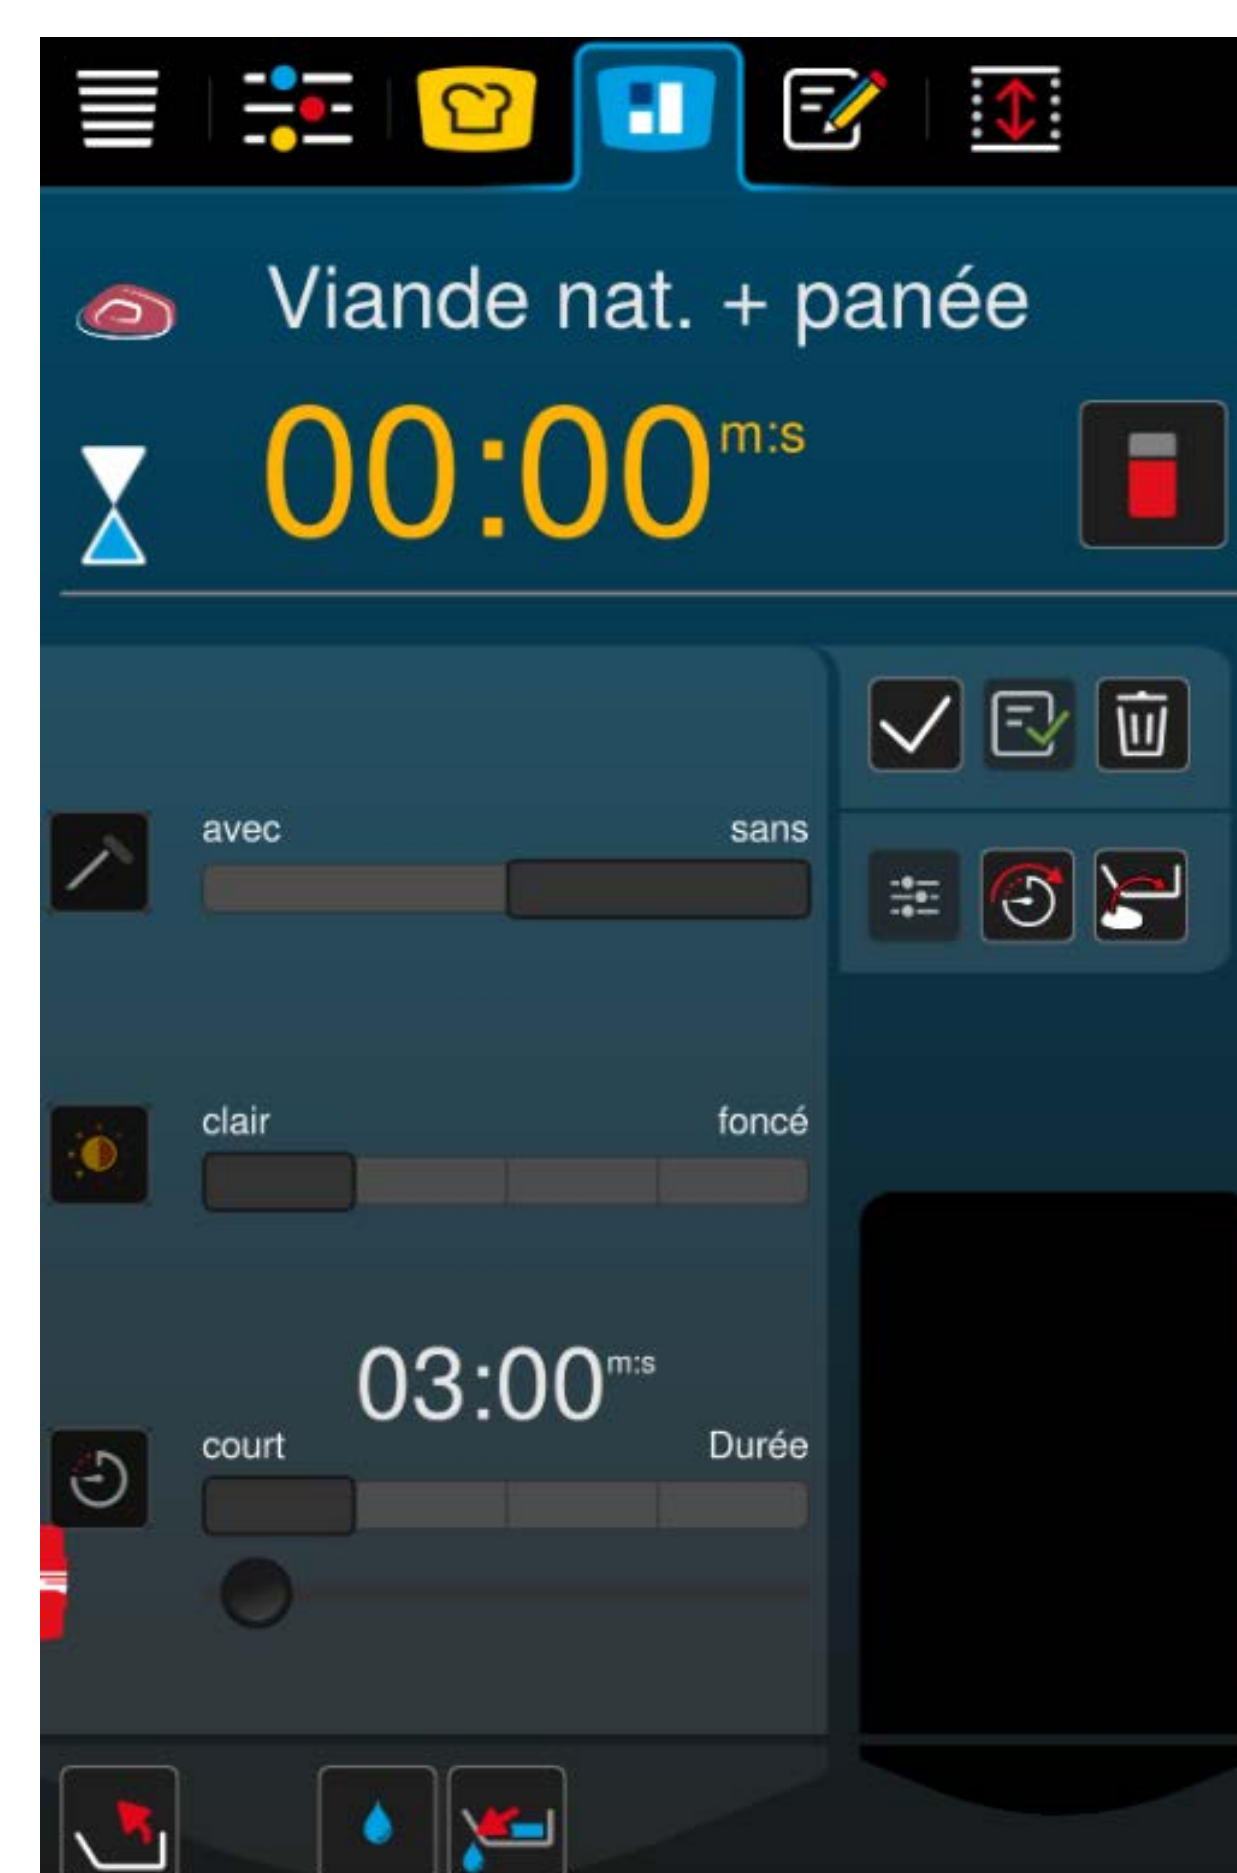 Viande nat. + panée
00:00 m:s
avec sans
clair foncé
03:00 m:s
court Durée